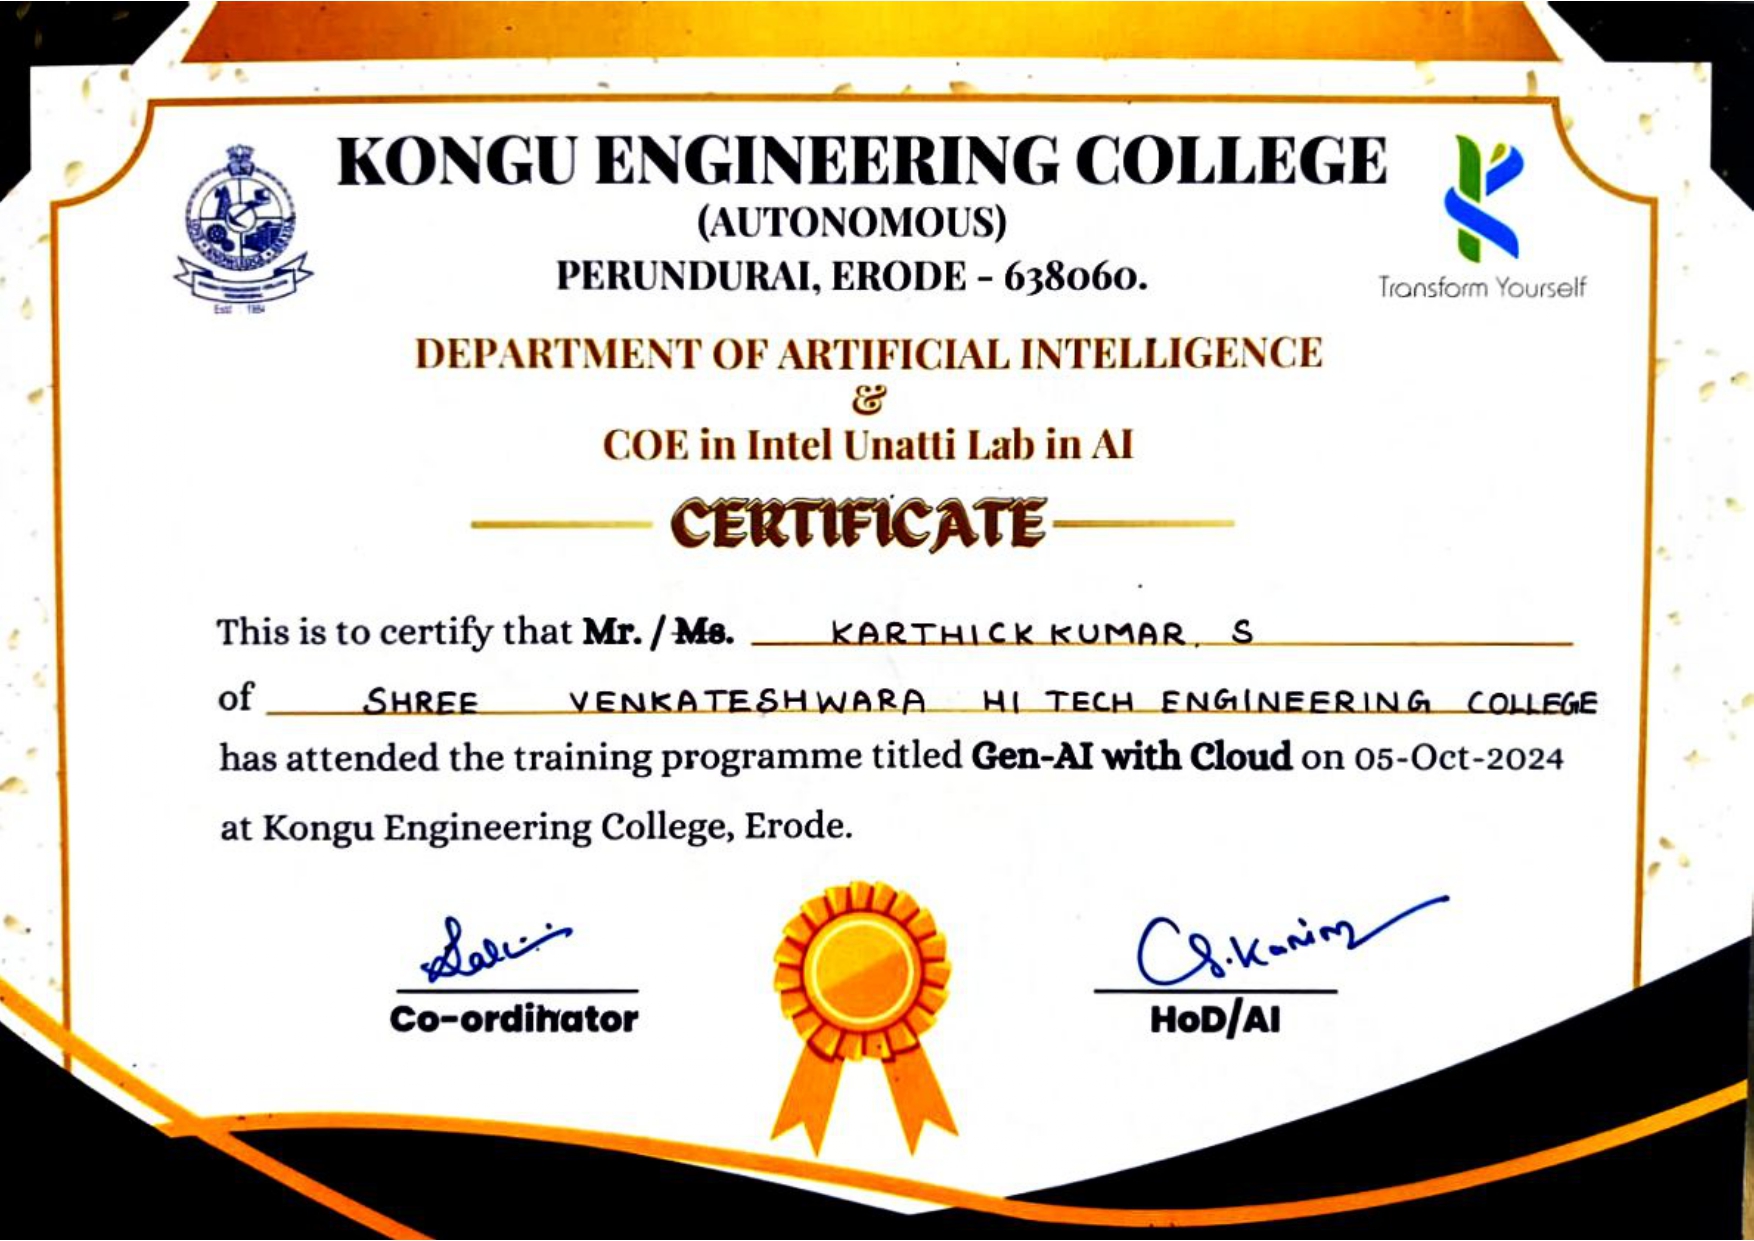 KONGU ENGINEERING COLLEGE
(AUTONOMOUS)
PERUNDURAI, ERODE - 638060.
Estd : 1984
Transform Yourself
DEPARTMENT OF ARTIFICIAL INTELLIGENCE
&
COE in Intel Unatti Lab in AI
CERTIFICATE
This is to certify that Mr. / Ms. KARTHICK KUMAR. S
of SHREE VENKATESHWARA HI TECH ENGINEERING COLLEGE
has attended the training programme titled Gen-AI with Cloud on 05-Oct-2024
at Kongu Engineering College, Erode.
Co-ordinator
HoD/AI